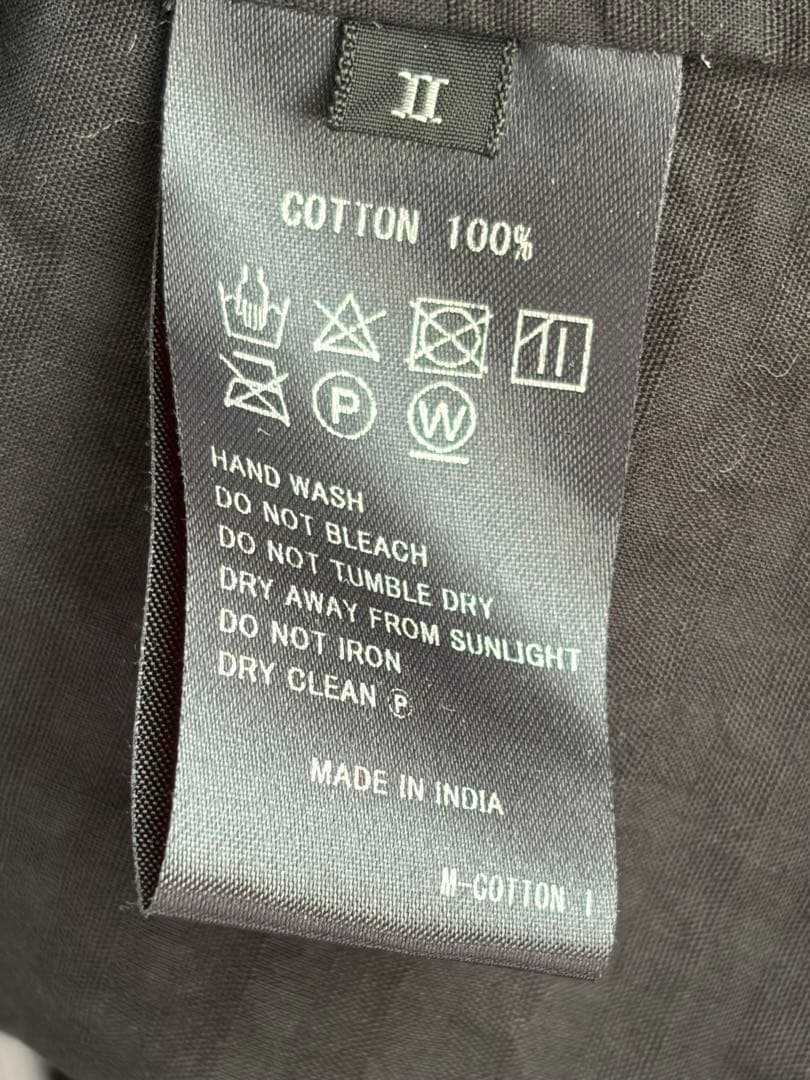 II
COTTON 100%
P W
HAND WASH
DO NOT BLEACH
DO NOT TUMBLE DRY
DRY AWAY FROM SUNLIGHT
DO NOT IRON
DRY CLEAN Ⓟ
MADE IN INDIA
M-COTTON I